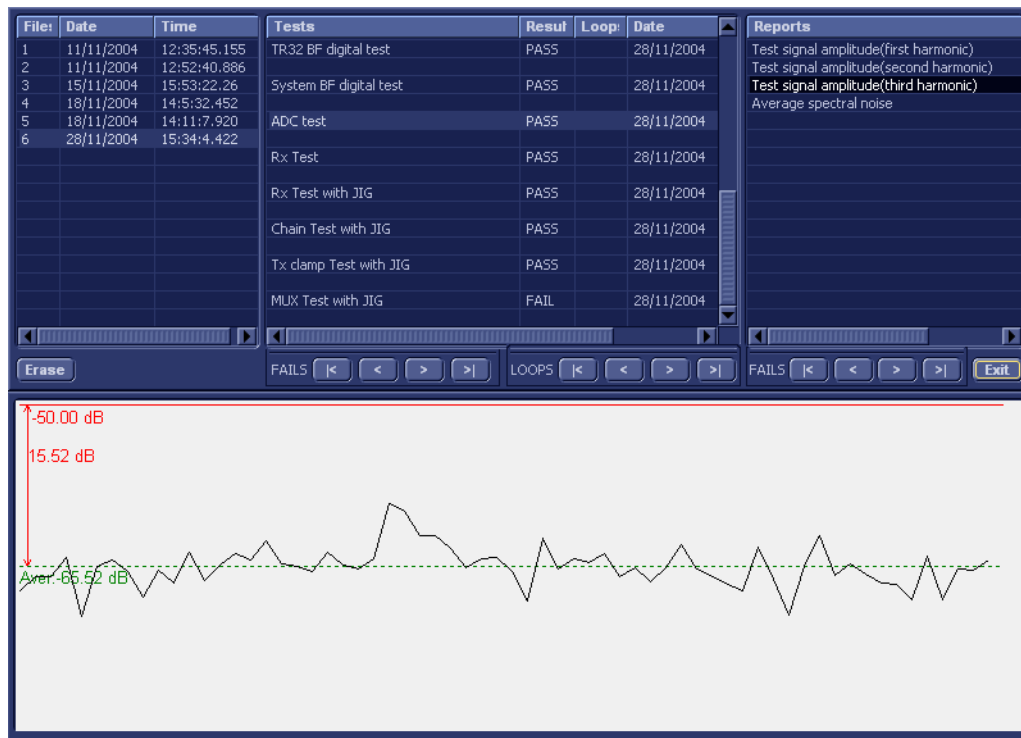 File: Date Time
1 11/11/2004 12:35:45.155
2 11/11/2004 12:52:40.886
3 15/11/2004 15:53:22.26
4 18/11/2004 14:5:32.452
5 18/11/2004 14:11:7.920
6 28/11/2004 15:34:4.422
Erase
Tests Resul Loop: Date
TR32 BF digital test PASS 28/11/2004
System BF digital test PASS 28/11/2004
ADC test PASS 28/11/2004
Rx Test PASS 28/11/2004
Rx Test with JIG PASS 28/11/2004
Chain Test with JIG PASS 28/11/2004
Tx clamp Test with JIG PASS 28/11/2004
MUX Test with JIG FAIL 28/11/2004
FAILS |< < > >| LOOPS |< < > >|
Reports
Test signal amplitude(first harmonic)
Test signal amplitude(second harmonic)
Test signal amplitude(third harmonic)
Average spectral noise
FAILS |< < > >| Exit
-50.00 dB
15.52 dB
Aver:-65.52 dB